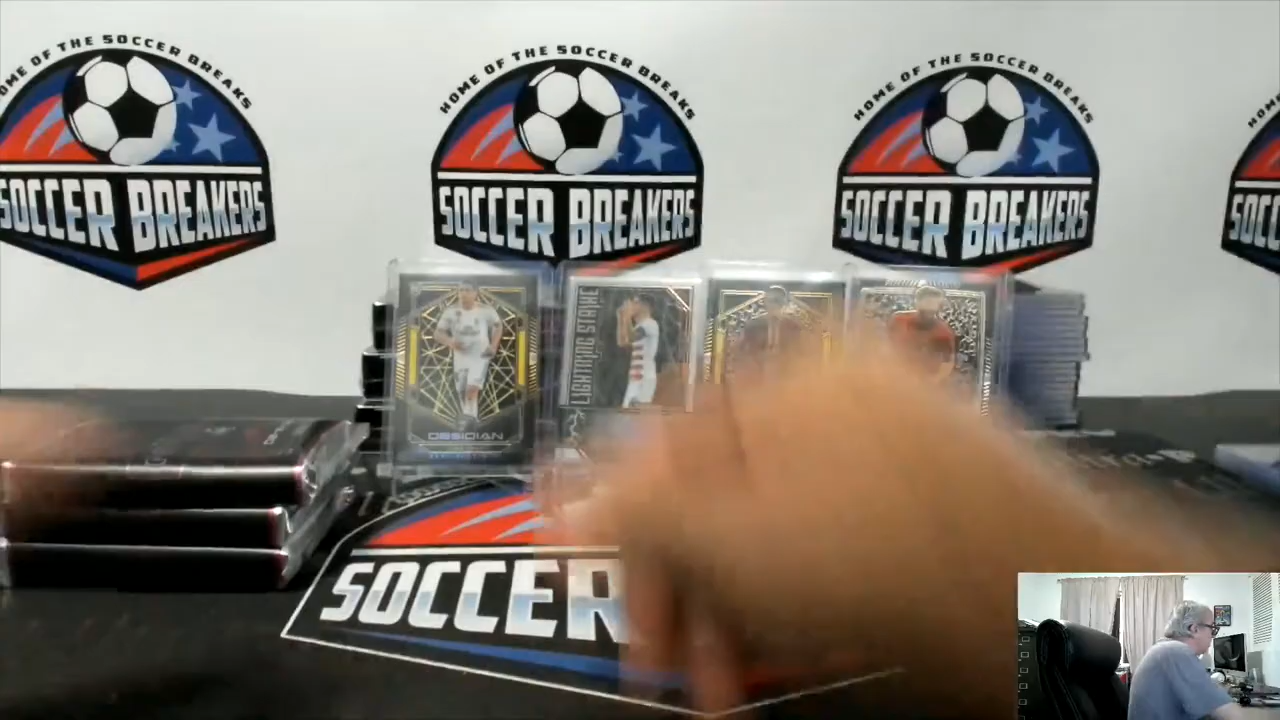 HOME OF THE SOCCER BREAKS
SOCCER BREAKERS
HOME OF THE SOCCER BREAKS
SOCCER BREAKERS
HOME OF THE SOCCER BREAKS
SOCCER BREAKERS
OBSIDIAN
LIGHTNING STRIKE
SOCCER